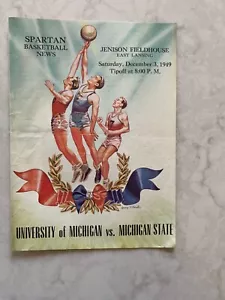 SPARTAN
BASKETBALL
NEWS
JENISON FIELDHOUSE
EAST LANSING
Saturday, December 3, 1949
Tipoff at 8:00 P. M.
UNIVERSITY of MICHIGAN vs. MICHIGAN STATE